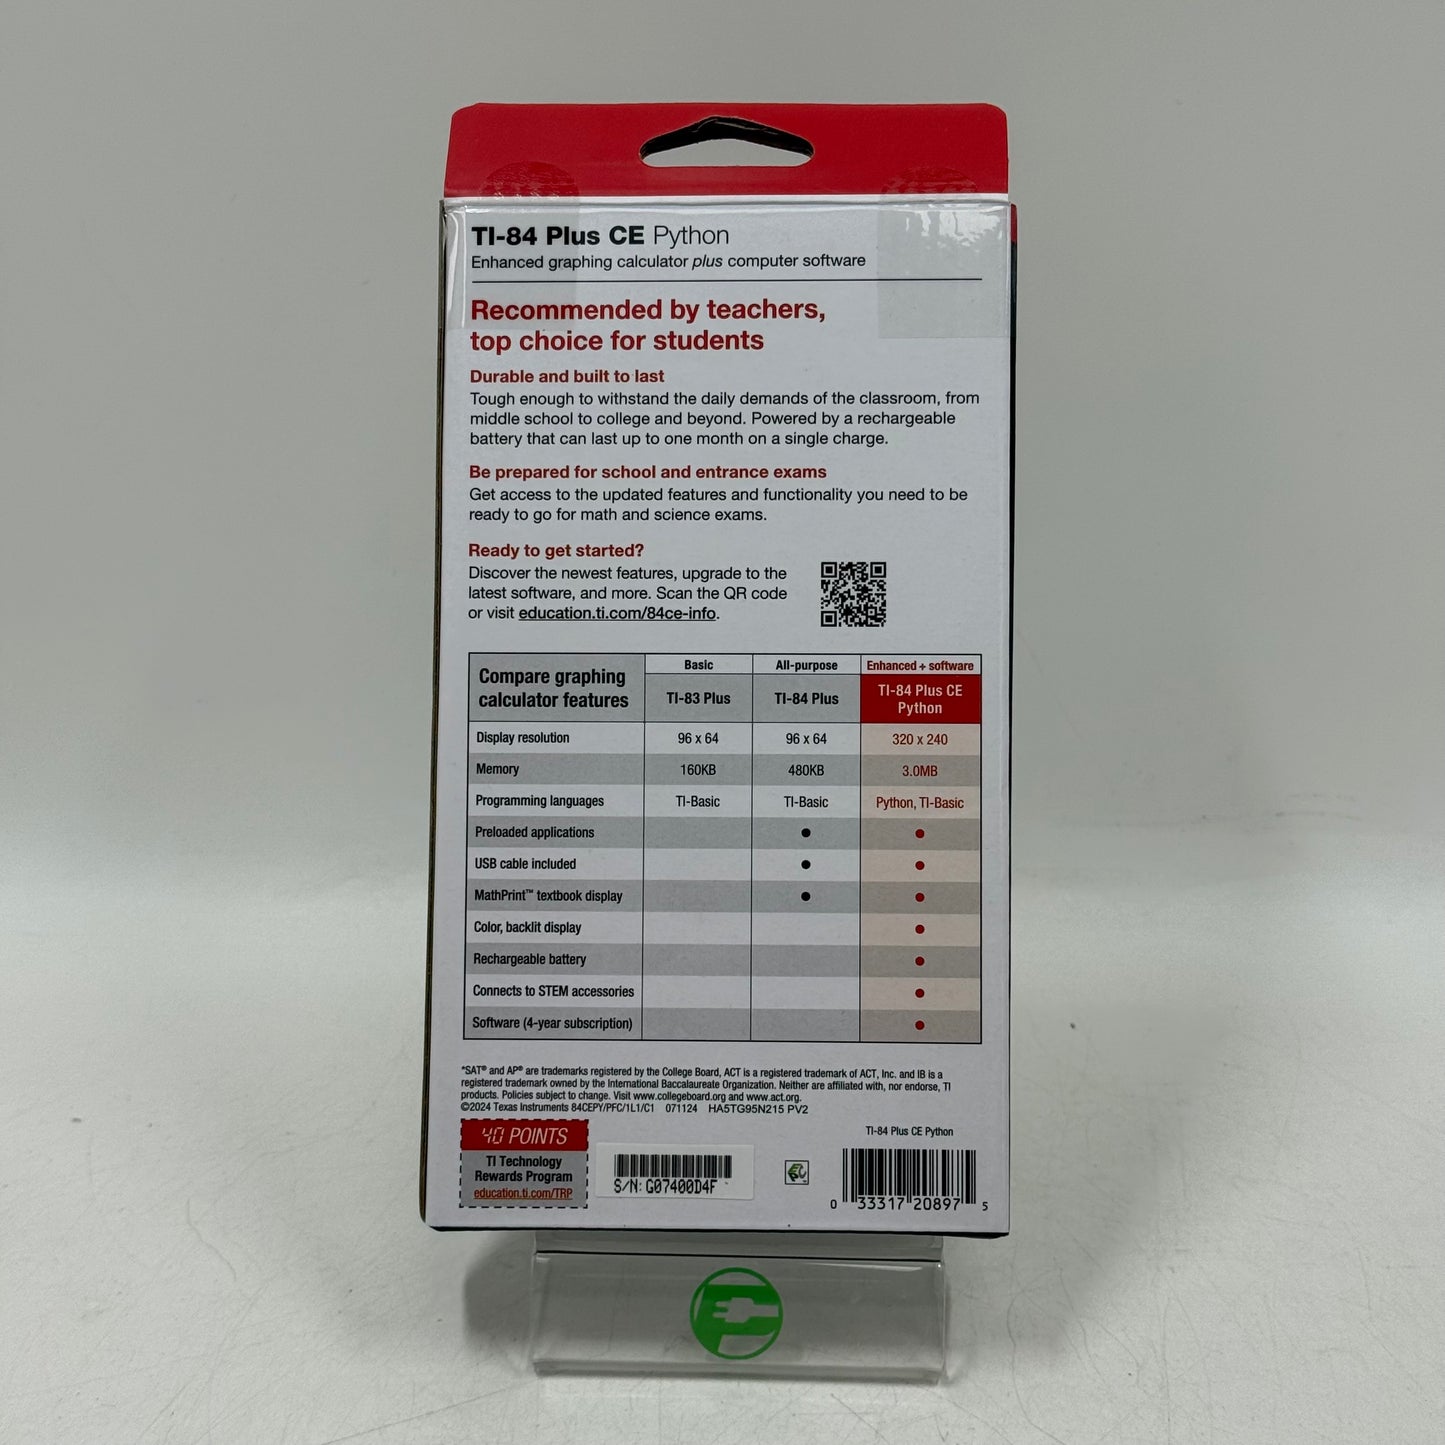 TI-84 Plus CE Python
Enhanced graphing calculator plus computer software
Recommended by teachers,
top choice for students
Durable and built to last
Tough enough to withstand the daily demands of the classroom, from
middle school to college and beyond. Powered by a rechargeable
battery that can last up to one month on a single charge.
Be prepared for school and entrance exams
Get access to the updated features and functionality you need to be
ready to go for math and science exams.
Ready to get started?
Discover the newest features, upgrade to the
latest software, and more. Scan the QR code
or visit education.ti.com/84ce-info.
Compare graphing
calculator features
Basic All-purpose Enhanced + software
TI-83 Plus TI-84 Plus TI-84 Plus CE
Python
Display resolution 96 x 64 96 x 64 320 x 240
Memory 160KB 480KB 3.0MB
Programming languages TI-Basic TI-Basic Python, TI-Basic
Preloaded applications ● ●
USB cable included ● ●
MathPrint™ textbook display ● ●
Color, backlit display ●
Rechargeable battery ●
Connects to STEM accessories ●
Software (4-year subscription) ●
*SAT® and AP® are trademarks registered by the College Board, ACT is a registered trademark of ACT, Inc. and IB is a
registered trademark owned by the International Baccalaureate Organization. Neither are affiliated with, nor endorse, TI
products. Policies subject to change. Visit www.collegeboard.org and www.act.org.
©2024 Texas Instruments 84CEPY/PFC/1L1/C1 071124 HA5TG95N215 PV2
40 POINTS
TI Technology
Rewards Program
education.ti.com/TRP
S/N: G07400D4F
TI-84 Plus CE Python
0 33317 20897 5